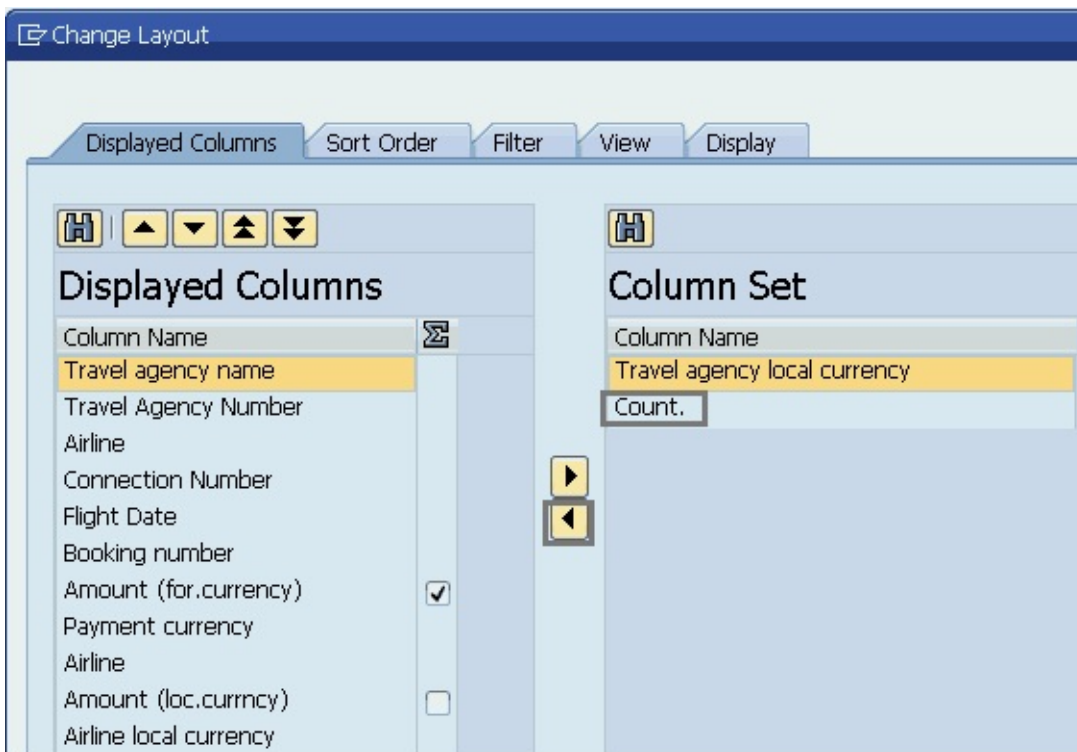 Change Layout
Displayed Columns Sort Order Filter View Display
Displayed Columns
Column Name
Travel agency name
Travel Agency Number
Airline
Connection Number
Flight Date
Booking number
Amount (for.currency)
Payment currency
Airline
Amount (loc.currncy)
Airline local currency
Column Set
Column Name
Travel agency local currency
Count.